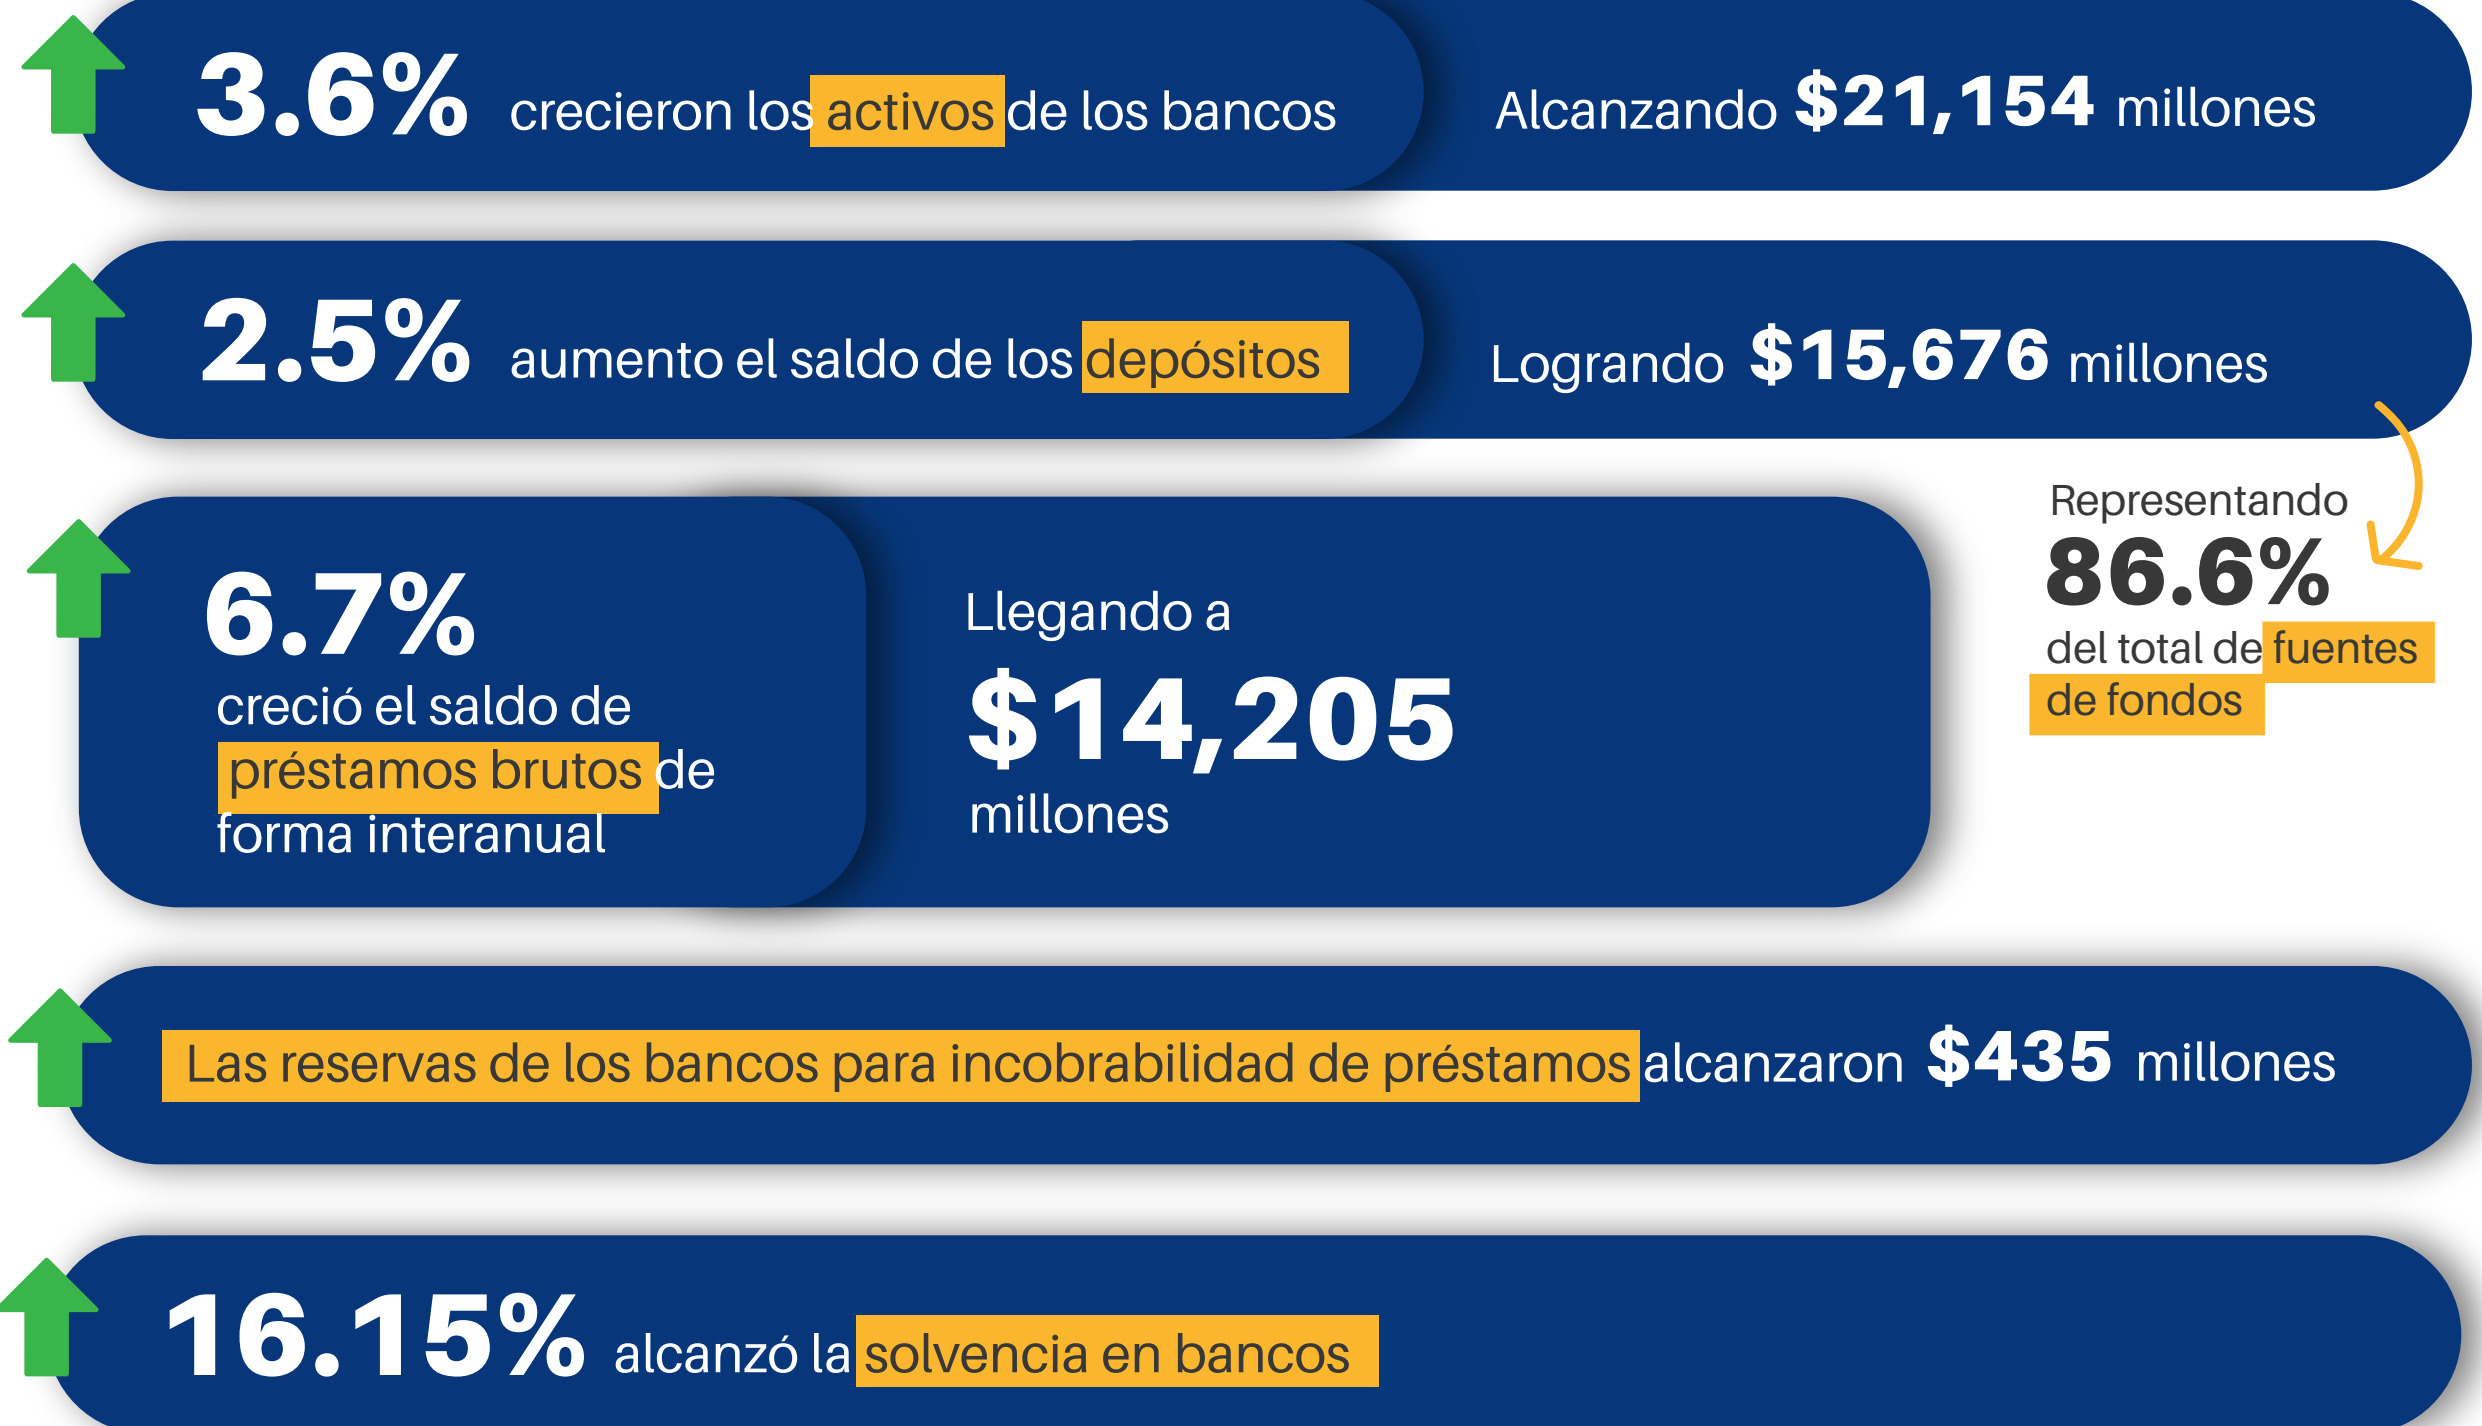 3.6% crecieron los activos de los bancos Alcanzando $21,154 millones
2.5% aumento el saldo de los depósitos Logrando $15,676 millones
Representando
86.6%
del total de fuentes
de fondos
6.7%
creció el saldo de
préstamos brutos de
forma interanual
Llegando a
$14,205
millones
Las reservas de los bancos para incobrabilidad de préstamos alcanzaron $435 millones
16.15% alcanzó la solvencia en bancos